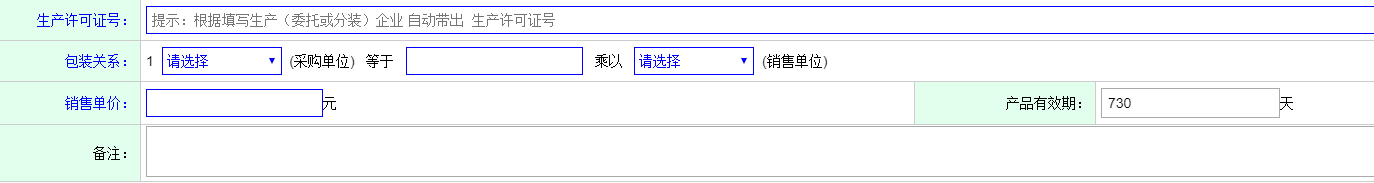 生产许可证号： 提示：根据填写生产（委托或分装）企业 自动带出 生产许可证号
包装关系： 1 请选择 (采购单位) 等于 乘以 请选择 (销售单位)
销售单价： 元 产品有效期： 730 天
备注：